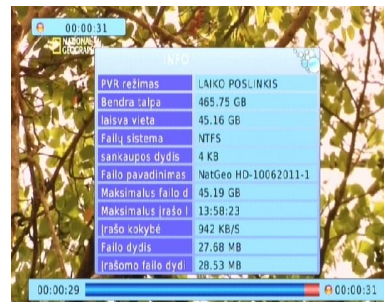 00:00:31
NATIONAL
GEOGRAPH
INFO
PVR režimas LAIKO POSLINKIS
Bendra talpa 465.75 GB
laisva vieta 45.16 GB
Failų sistema NTFS
sankaupos dydis 4 KB
Failo pavadinimas NatGeo HD-10062011-1
Maksimalus failo d 45.19 GB
Maksimalus įrašo l 13:58:23
Įrašo kokybė 942 KB/S
Failo dydis 27.68 MB
Įrašomo failo dydi 28.53 MB
00:00:29 00:00:31